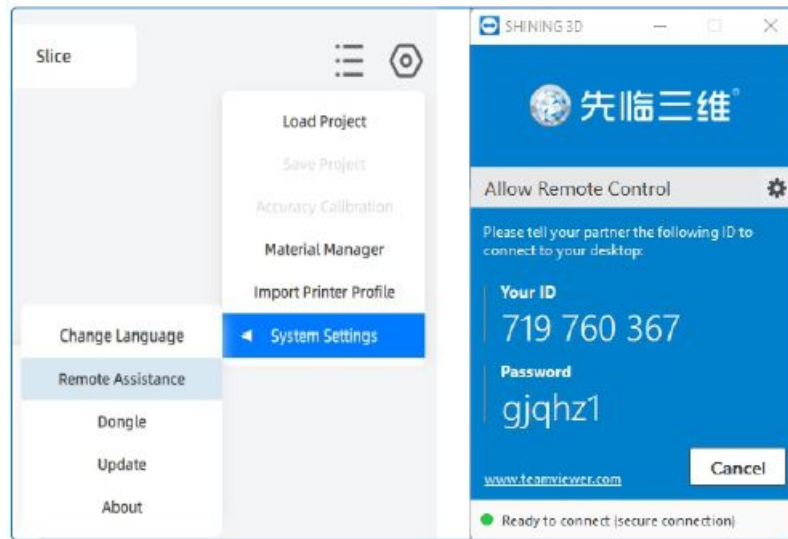 Slice
Load Project
Save Project
Accuracy Calibration
Material Manager
Import Printer Profile
System Settings
Change Language
Remote Assistance
Dongle
Update
About
SHINING 3D
先临三维®
Allow Remote Control
Please tell your partner the following ID to
connect to your desktop:
Your ID
719 760 367
Password
gjqhz1
www.teamviewer.com
Cancel
Ready to connect (secure connection)